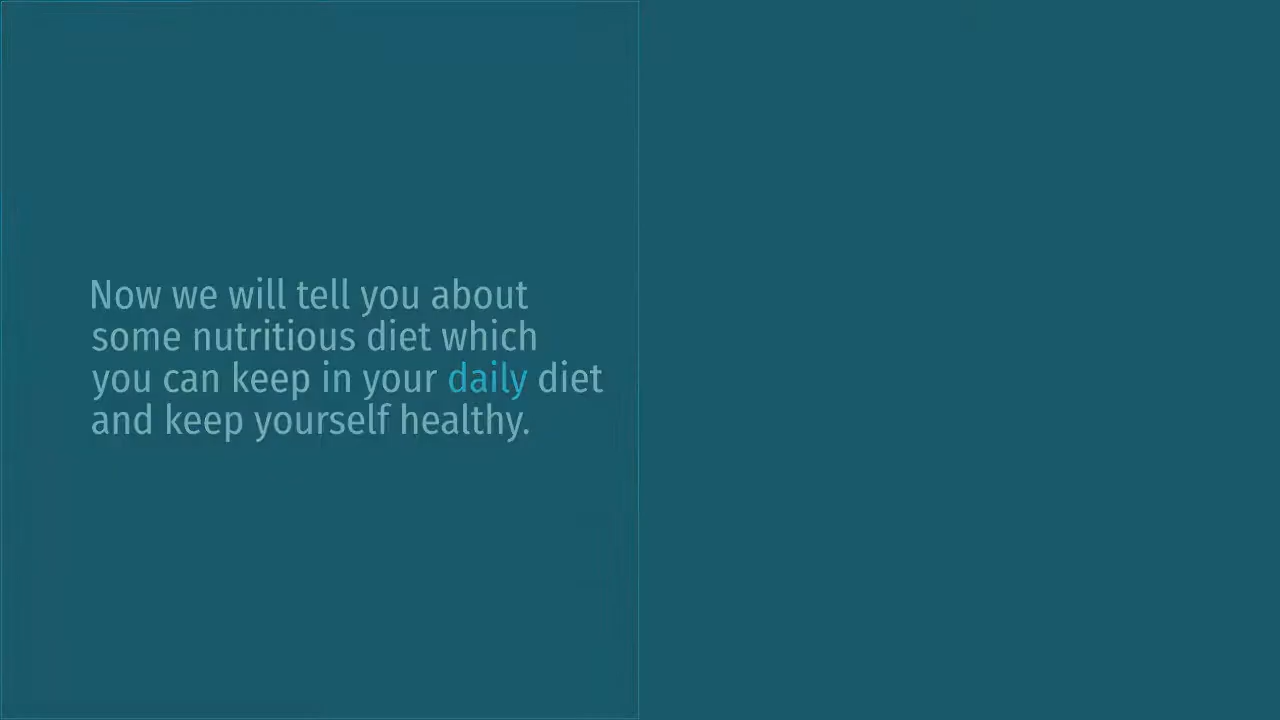 Now we will tell you about
some nutritious diet which
you can keep in your daily diet
and keep yourself healthy.